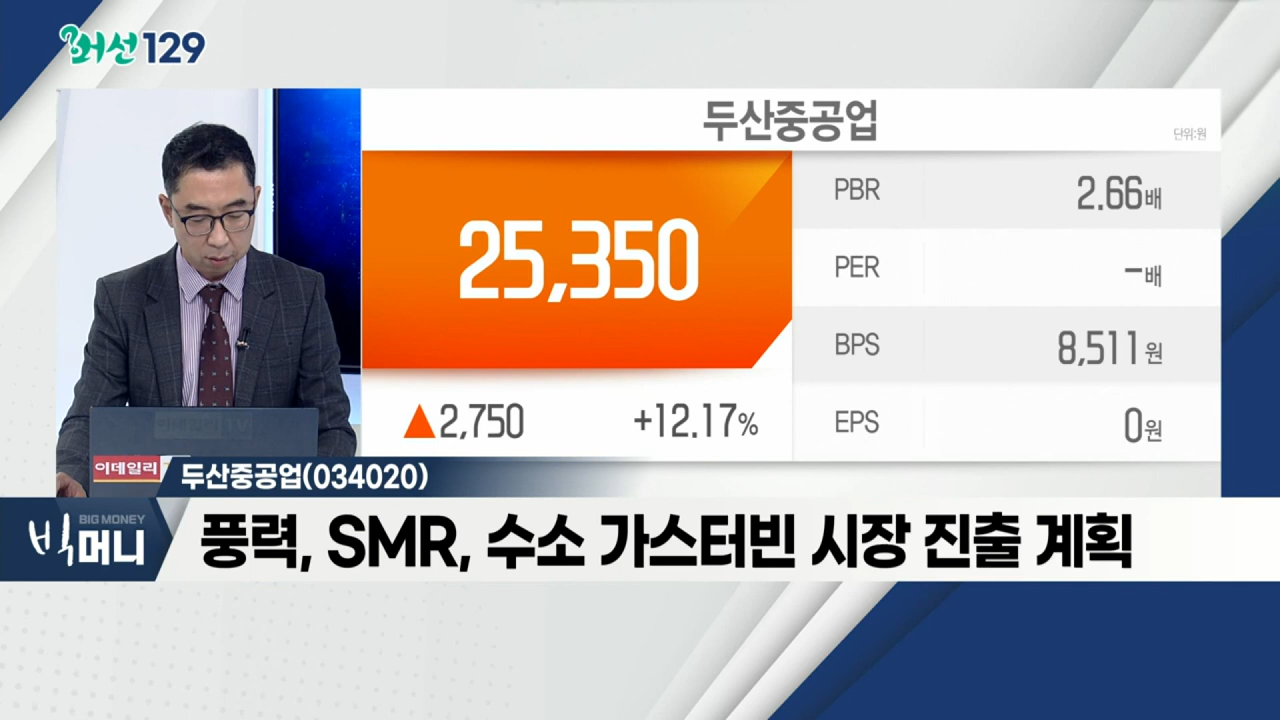 머선129
두산중공업
단위:원
25,350
▲2,750 +12.17%
PBR 2.66배
PER -배
BPS 8,511원
EPS 0원
이데일리
두산중공업(034020)
BIG MONEY
빅머니
풍력, SMR, 수소 가스터빈 시장 진출 계획